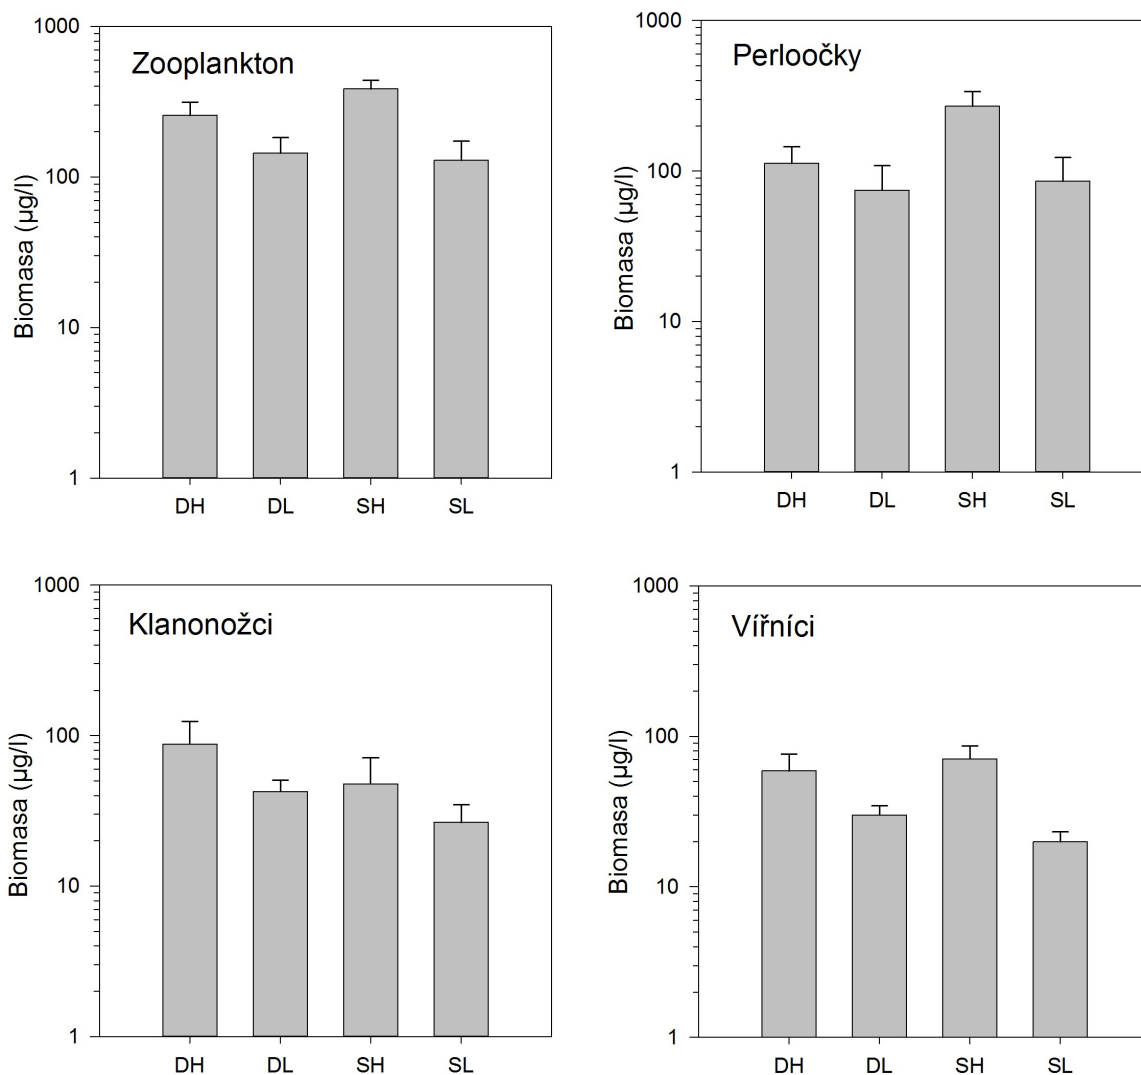 Zooplankton
Biomasa (µg/l)
1000
100
10
1
DH DL SH SL
Perloočky
Biomasa (µg/l)
1000
100
10
1
DH DL SH SL
Klanonožci
Biomasa (µg/l)
1000
100
10
1
DH DL SH SL
Vířníci
Biomasa (µg/l)
1000
100
10
1
DH DL SH SL